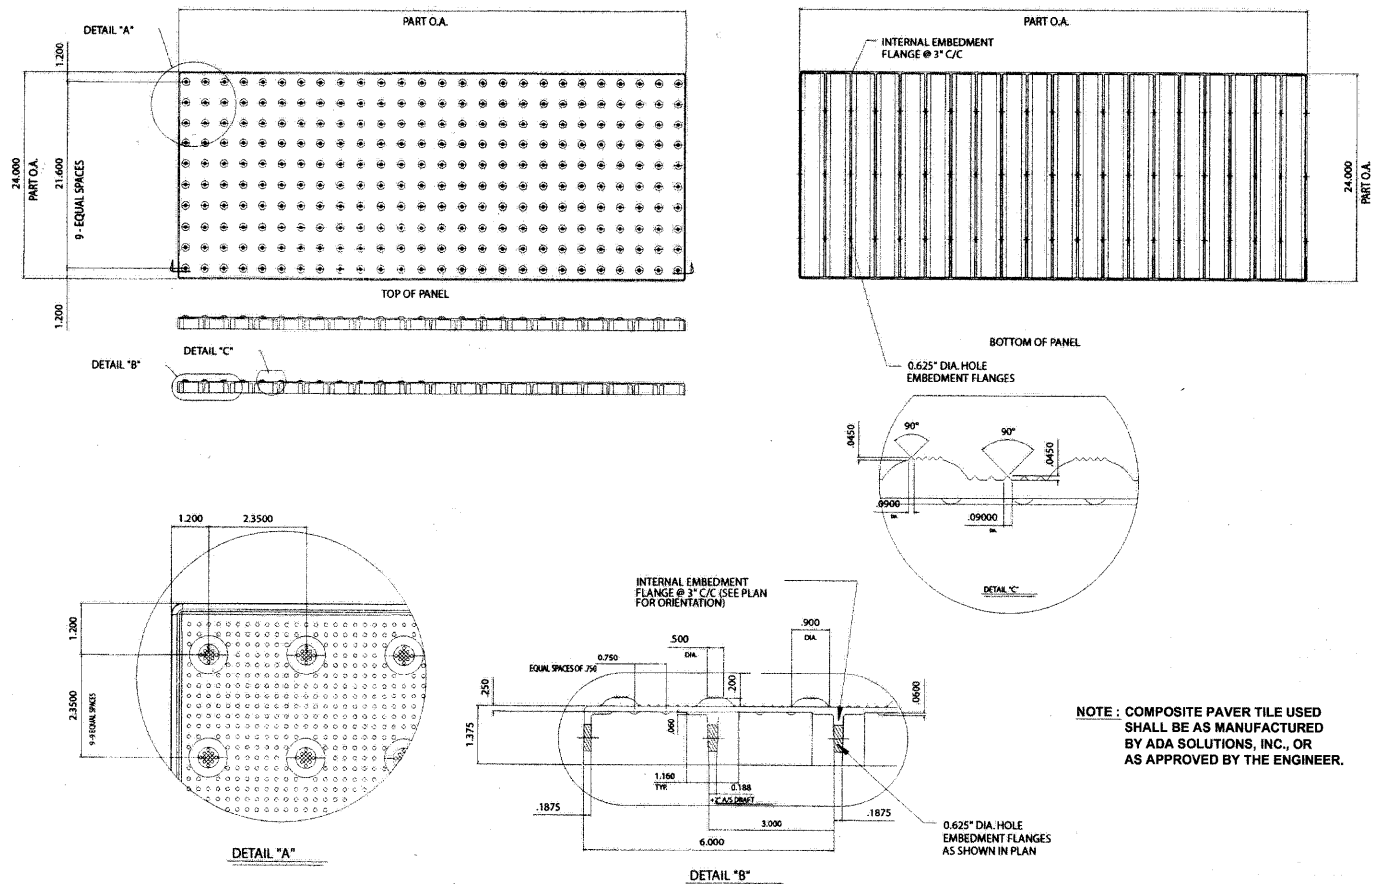 PART O.A.
DETAIL "A"
1.200
24.000
PART O.A.
21.600
9 - EQUAL SPACES
1.200
TOP OF PANEL
DETAIL "B"
DETAIL "C"
PART O.A.
INTERNAL EMBEDMENT
FLANGE @ 3" C/C
24.000
PART O.A.
BOTTOM OF PANEL
0.625" DIA. HOLE
EMBEDMENT FLANGES
.0450
90°
90°
.0450
.0900
DIA.
.09000
DIA.
DETAIL "C"
1.200
2.3500
1.200
2.3500
9-9 EQUAL SPACES
DETAIL "A"
INTERNAL EMBEDMENT
FLANGE @ 3" C/C (SEE PLAN
FOR ORIENTATION)
.900
DIA.
.500
DIA.
0.750
EQUAL SPACES OF .750
.250
.200
.0600
1.375
.060
1.160
TYP.
0.188
+2° A/S DRAFT
.1875
3.000
.1875
6.000
0.625" DIA. HOLE
EMBEDMENT FLANGES
AS SHOWN IN PLAN
DETAIL "B"
NOTE : COMPOSITE PAVER TILE USED
SHALL BE AS MANUFACTURED
BY ADA SOLUTIONS, INC., OR
AS APPROVED BY THE ENGINEER.